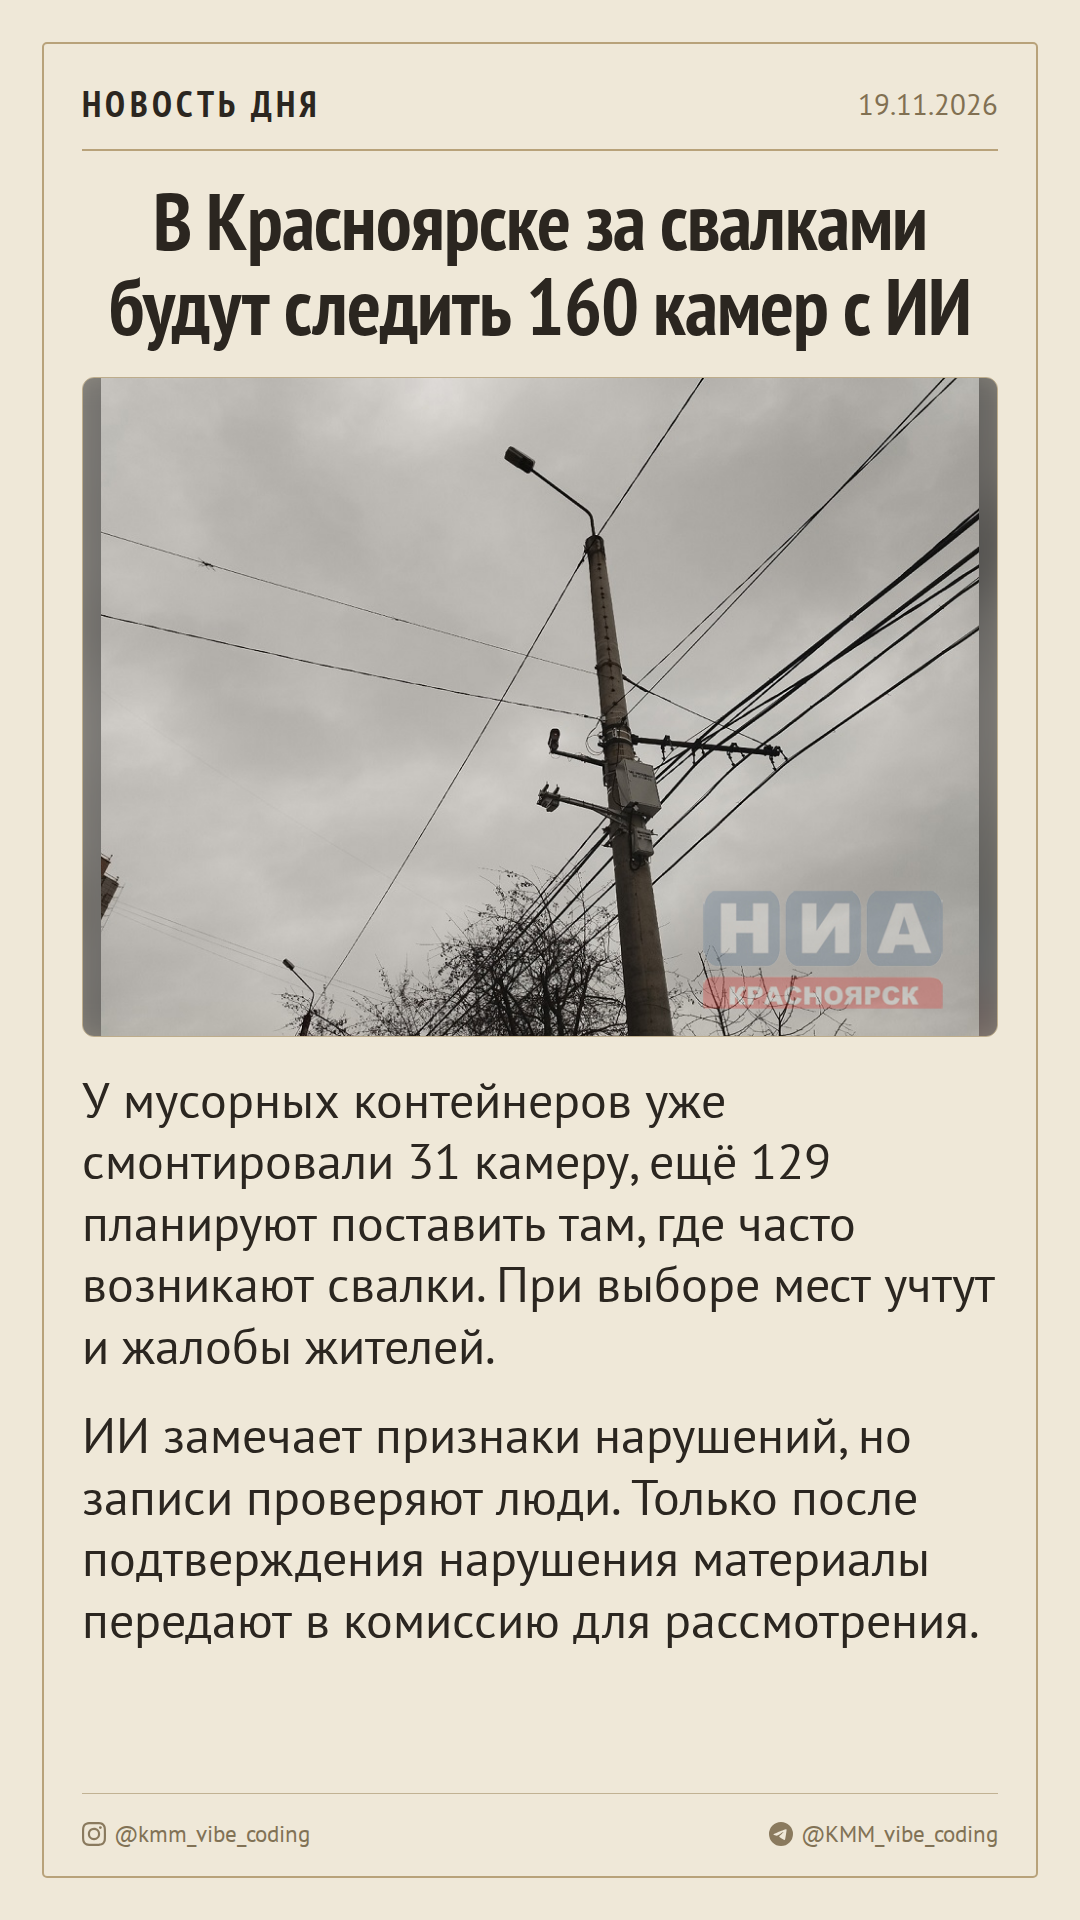 НОВОСТЬ ДНЯ
19.11.2026
В Красноярске за свалками
будут следить 160 камер с ИИ
НИА
КРАСНОЯРСК
У мусорных контейнеров уже
смонтировали 31 камеру, ещё 129
планируют поставить там, где часто
возникают свалки. При выборе мест учтут
и жалобы жителей.
ИИ замечает признаки нарушений, но
записи проверяют люди. Только после
подтверждения нарушения материалы
передают в комиссию для рассмотрения.
@kmm_vibe_coding
@KMM_vibe_coding